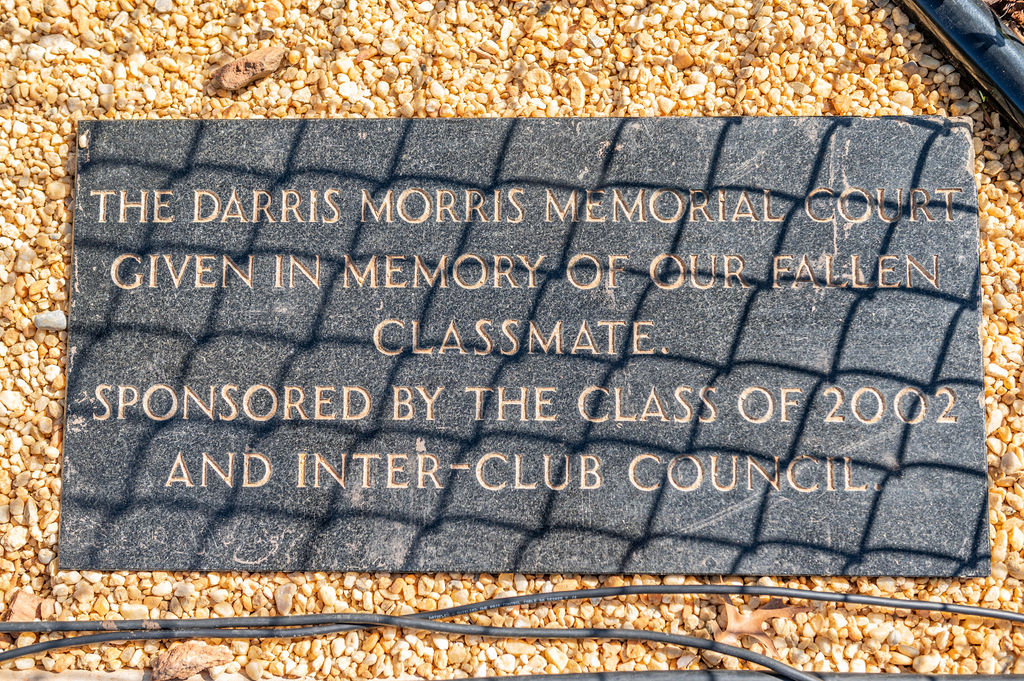 THE DARRIS MORRIS MEMORIAL COURT
GIVEN IN MEMORY OF OUR FALLEN
CLASSMATE.
SPONSORED BY THE CLASS OF 2002
AND INTER-CLUB COUNCIL.